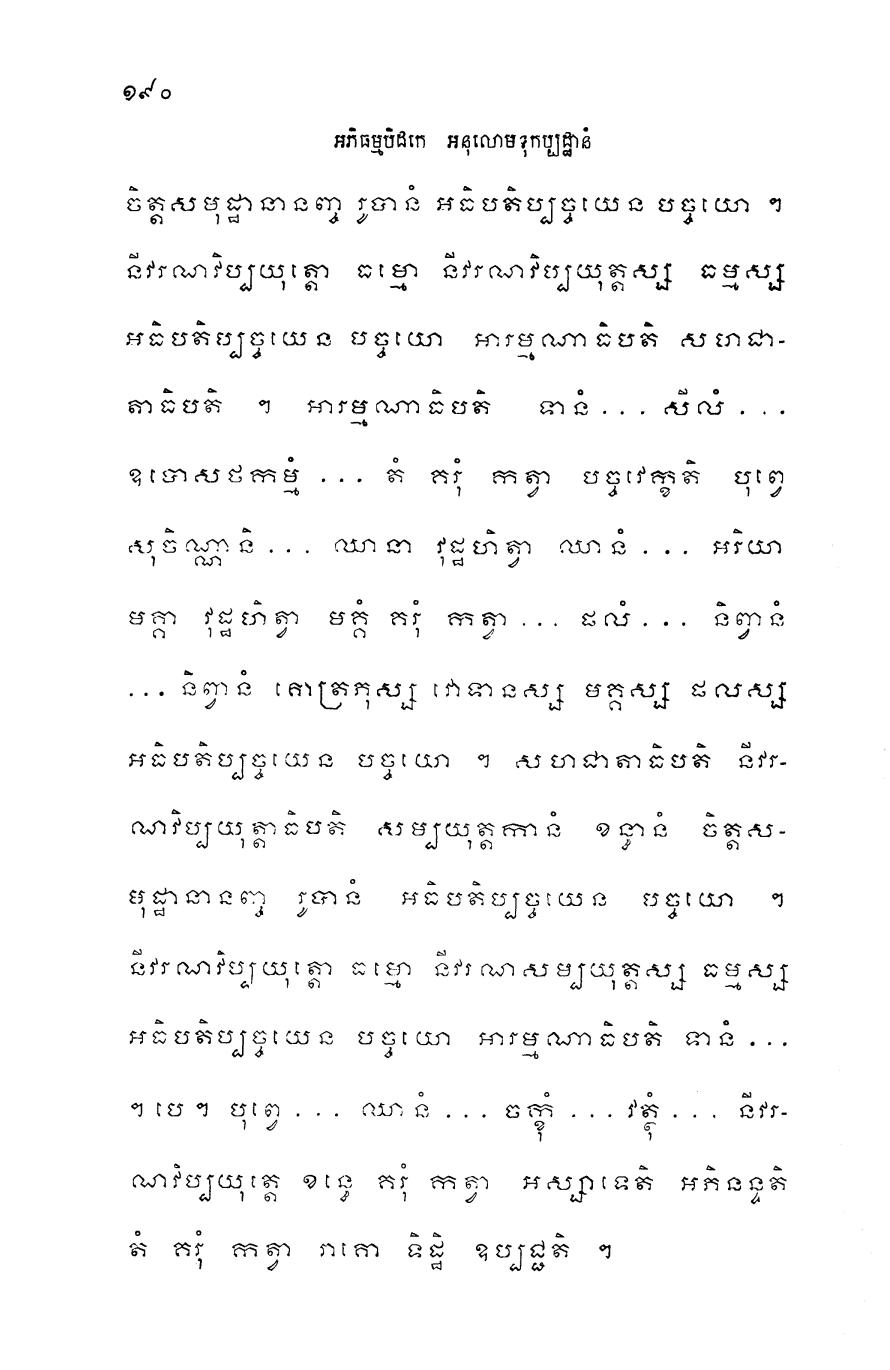 ១៩០
អភិធម្មបិដកេ អនុលោមទុកប្បដ្ឋានំ
ចិត្តសមុដ្ឋានានញ្ច រូបានំ អធិបតិប្បច្ចយេន បច្ចយោ ។
នីវរណវិប្បយុត្តោ ធម្មោ នីវរណវិប្បយុត្តស្ស ធម្មស្ស
អធិបតិប្បច្ចយេន បច្ចយោ អារម្មណាធិបតិ សហជា-
តាធិបតិ ។ អារម្មណាធិបតិ ទានំ... សីលំ...
ឧបោសថកម្មំ ... តំ គរុំ កត្វា បច្ចវេក្ខតិ បុព្វេ
សុចិណ្ណានិ... ឈានា វុដ្ឋហិត្វា ឈានំ... អរិយា
មគ្គា វុដ្ឋហិត្វា មគ្គំ គរុំ កត្វា... ផលំ... និព្វានំ
... និព្វានំ គោត្រភុស្ស វោទានស្ស មគ្គស្ស ផលស្ស
អធិបតិប្បច្ចយេន បច្ចយោ ។ សហជាតាធិបតិ នីវរ-
ណវិប្បយុត្តាធិបតិ សម្បយុត្តកានំ ខន្ធានំ ចិត្តស-
មុដ្ឋានានញ្ច រូបានំ អធិបតិប្បច្ចយេន បច្ចយោ ។
នីវរណវិប្បយុត្តោ ធម្មោ នីវរណសម្បយុត្តស្ស ធម្មស្ស
អធិបតិប្បច្ចយេន បច្ចយោ អារម្មណាធិបតិ ទានំ...
។ បេ ។ បុព្វេ... ឈានំ... ចក្ខុំ... វត្ថុំ... នីវរ-
ណវិប្បយុត្តេ ខន្ធេ គរុំ កត្វា អស្សាទេតិ អភិនន្ទតិ
តំ គរុំ កត្វា រាគោ ទិដ្ឋិ ឧប្បជ្ជតិ ។